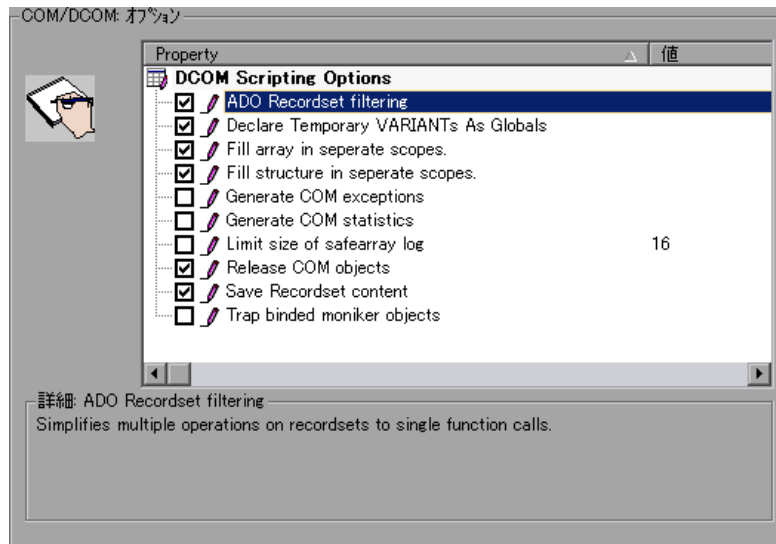 COM/DCOM: オプション
Property 値
DCOM Scripting Options
ADO Recordset filtering
Declare Temporary VARIANTs As Globals
Fill array in seperate scopes.
Fill structure in seperate scopes.
Generate COM exceptions
Generate COM statistics
Limit size of safearray log 16
Release COM objects
Save Recordset content
Trap binded moniker objects
詳細: ADO Recordset filtering
Simplifies multiple operations on recordsets to single function calls.